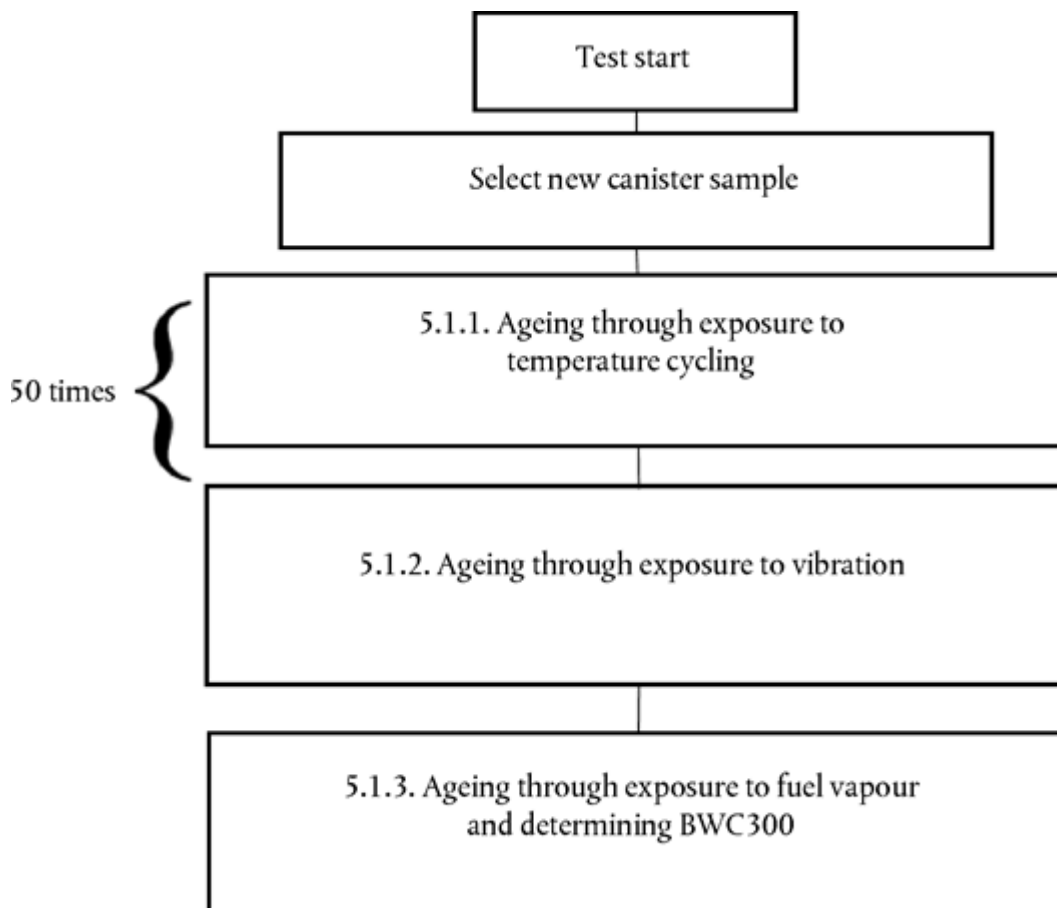 Test start
Select new canister sample
5.1.1. Ageing through exposure to
temperature cycling
50 times
5.1.2. Ageing through exposure to vibration
5.1.3. Ageing through exposure to fuel vapour
and determining BWC300